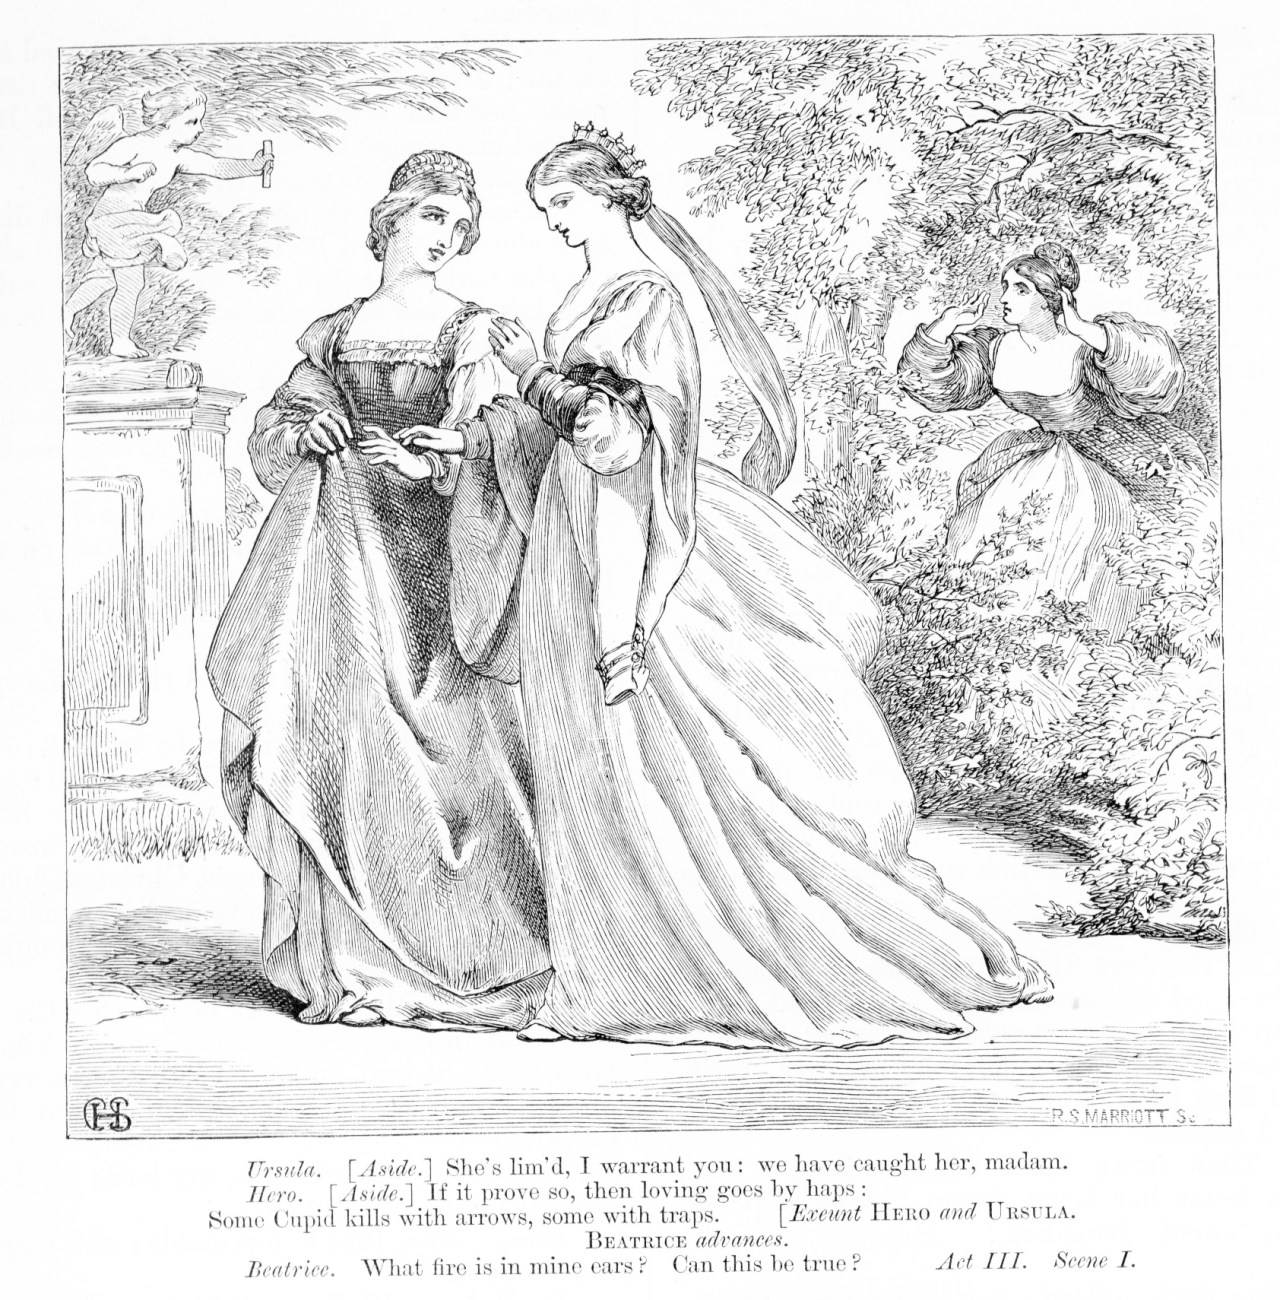 CHS
R.S. MARRIOTT Sc
Ursula. [Aside.] She's lim'd, I warrant you: we have caught her, madam.
Hero. [Aside.] If it prove so, then loving goes by haps:
Some Cupid kills with arrows, some with traps. [Exeunt HERO and URSULA.
BEATRICE advances.
Beatrice. What fire is in mine ears? Can this be true? Act III. Scene I.